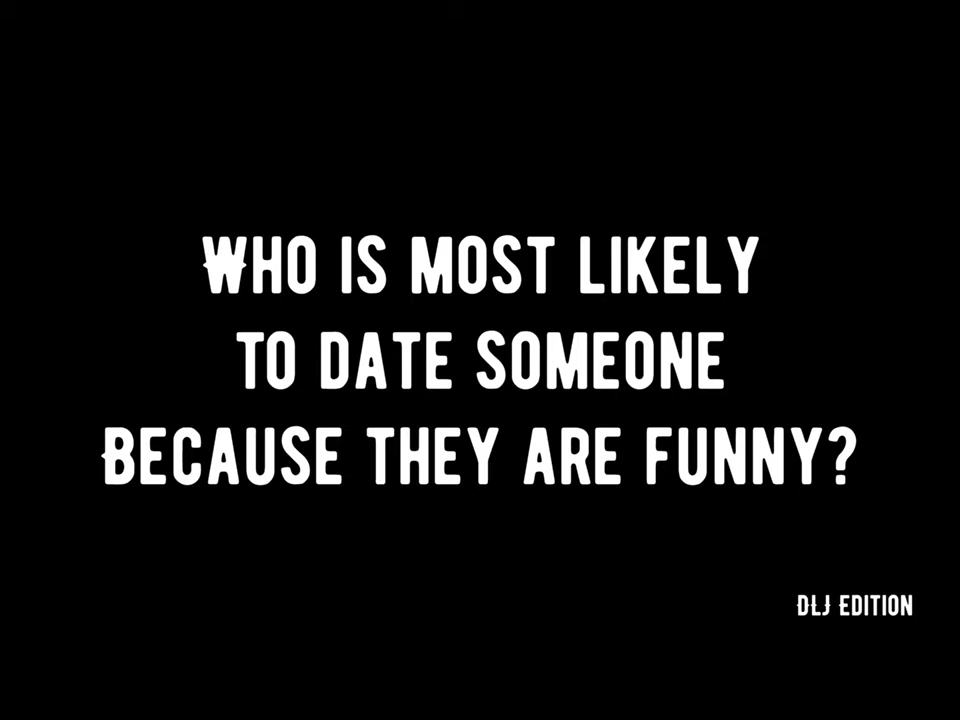 Who is most likely
to date someone
Because they are funny?
DLJ Edition